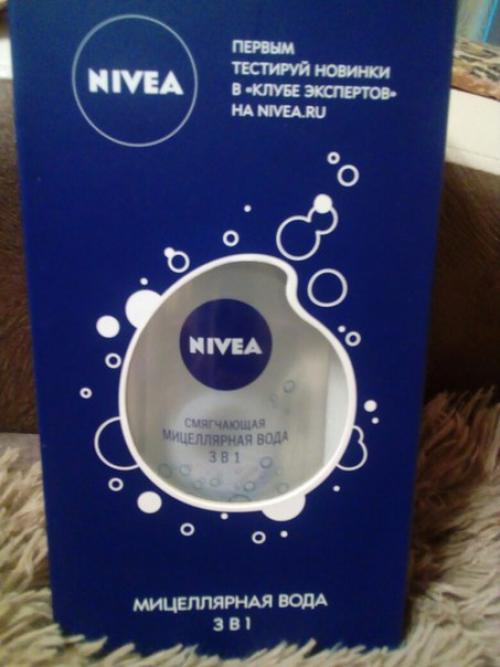 NIVEA
ПЕРВЫМ
ТЕСТИРУЙ НОВИНКИ
В «КЛУБЕ ЭКСПЕРТОВ»
НА NIVEA.RU
NIVEA
СМЯГЧАЮЩАЯ
МИЦЕЛЛЯРНАЯ ВОДА
3 В 1
МИЦЕЛЛЯРНАЯ ВОДА
3 В 1